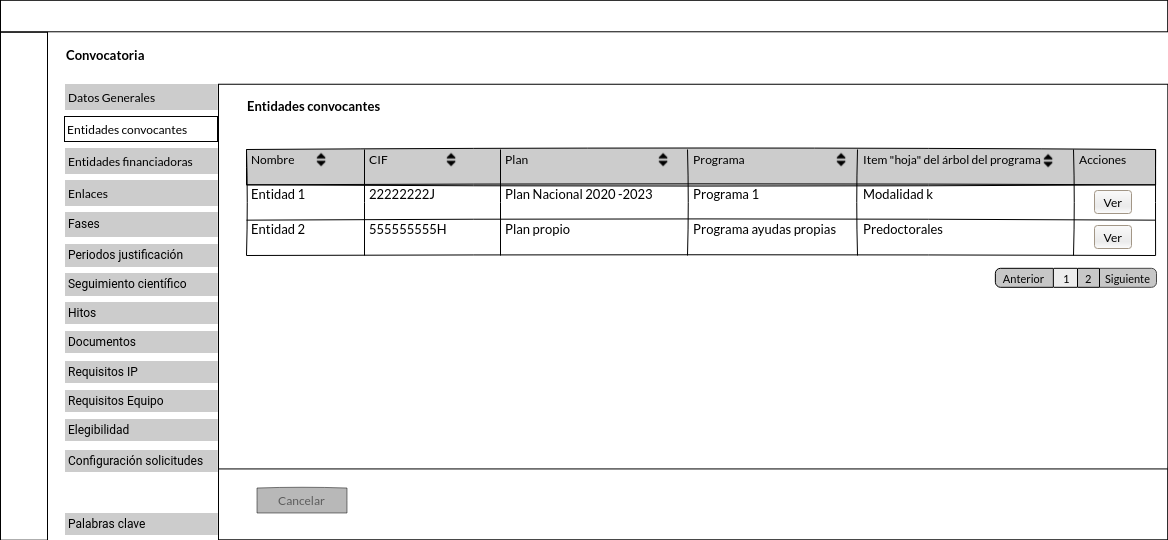 Convocatoria
Datos Generales
Entidades convocantes
Entidades financiadoras
Enlaces
Fases
Periodos justificación
Seguimiento científico
Hitos
Documentos
Requisitos IP
Requisitos Equipo
Elegibilidad
Configuración solicitudes
Palabras clave
Entidades convocantes
Nombre CIF Plan Programa Item "hoja" del árbol del programa Acciones
Entidad 1 22222222J Plan Nacional 2020 -2023 Programa 1 Modalidad k Ver
Entidad 2 555555555H Plan propio Programa ayudas propias Predoctorales Ver
Anterior 1 2 Siguiente
Cancelar